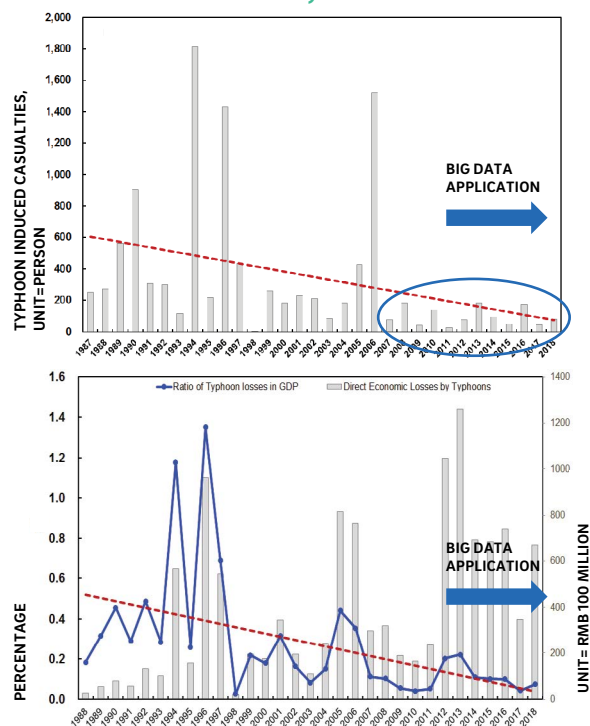 2,000
1,800
1,600
1,400
1,200
1,000
800
600
400
200
0
TYPHOON INDUCED CASUALTIES,
UNIT=PERSON
BIG DATA
APPLICATION
1987 1988 1989 1990 1991 1992 1993 1994 1995 1996 1997 1998 1999 2000 2001 2002 2003 2004 2005 2006 2007 2008 2009 2010 2011 2012 2013 2014 2015 2016 2017 2018
Ratio of Typhoon losses in GDP Direct Economic Losses by Typhoons
1.6
1.4
1.2
1.0
0.8
0.6
0.4
0.2
0.0
PERCENTAGE
BIG DATA
APPLICATION
1400
1200
1000
800
600
400
200
0
UNIT= RMB 100 MILLION
1988 1989 1990 1991 1992 1993 1994 1995 1996 1997 1998 1999 2000 2001 2002 2003 2004 2005 2006 2007 2008 2009 2010 2011 2012 2013 2014 2015 2016 2017 2018